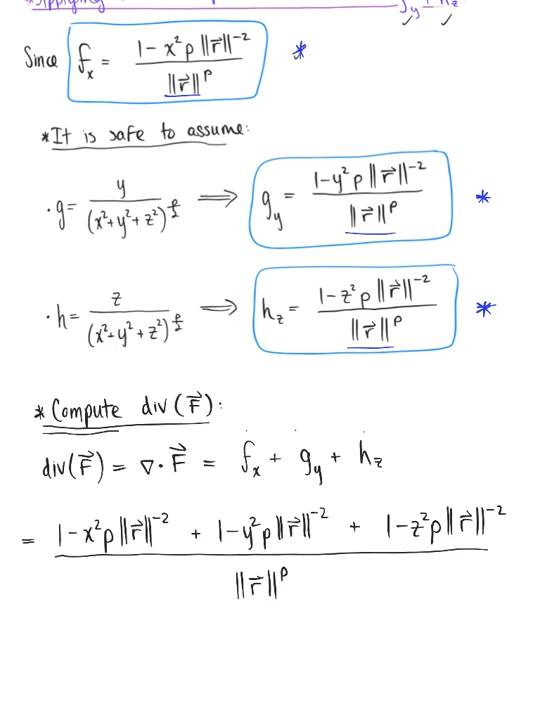 *Applying
Since f_x = (1 - x²p ||r⃗||⁻²) / ||r⃗||^p *
*It is safe to assume:
· g = y / (x²+y²+z²)^(p/2) ⟹ g_y = (1 - y²p ||r⃗||⁻²) / ||r⃗||^p *
· h = z / (x²+y²+z²)^(p/2) ⟹ h_z = (1 - z²p ||r⃗||⁻²) / ||r⃗||^p *
*Compute div(F⃗):
div(F⃗) = ∇·F⃗ = f_x + g_y + h_z
= (1 - x²p ||r⃗||⁻² + 1 - y²p ||r⃗||⁻² + 1 - z²p ||r⃗||⁻²) / ||r⃗||^p